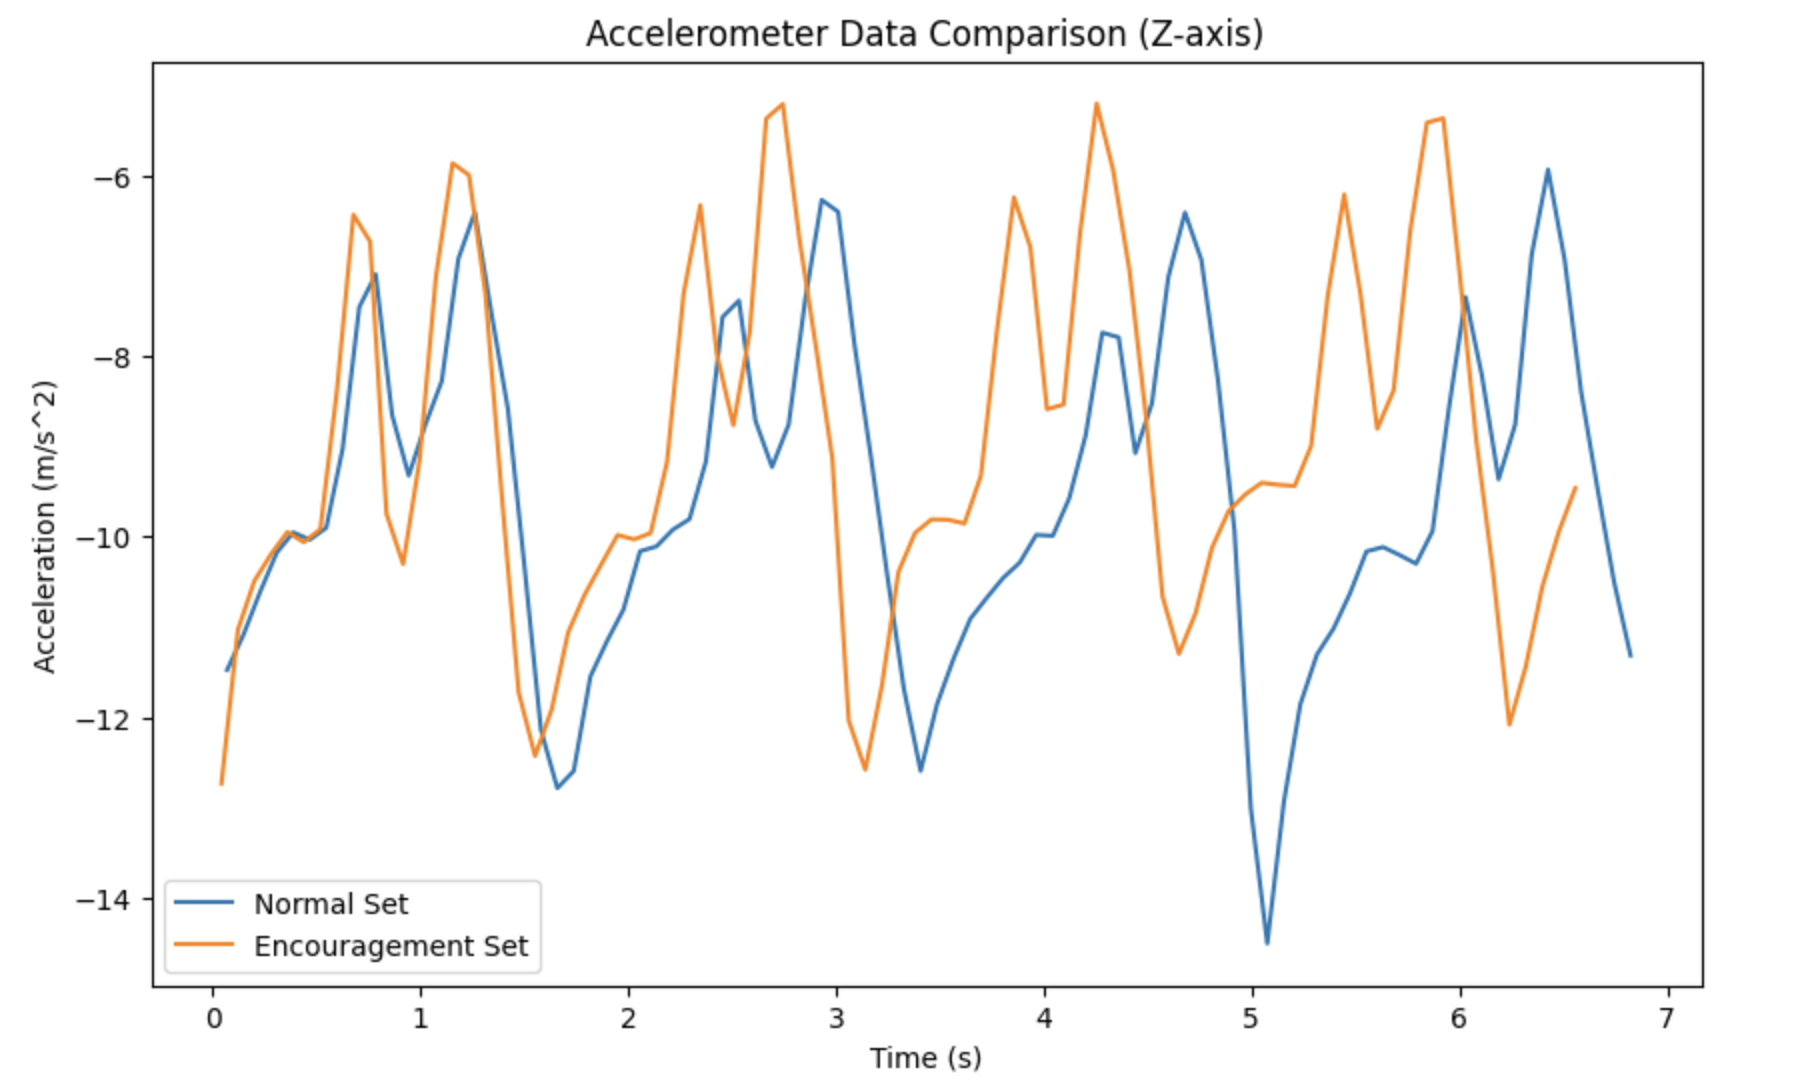 Accelerometer Data Comparison (Z-axis)
Acceleration (m/s^2)
−6
−8
−10
−12
−14
Normal Set
Encouragement Set
0 1 2 3 4 5 6 7
Time (s)